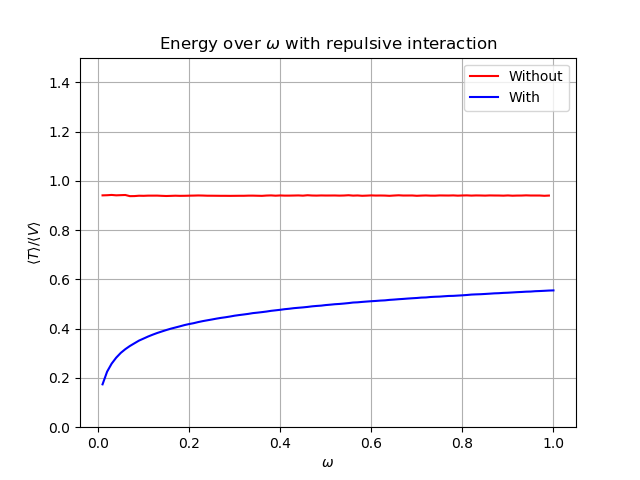 Energy over ω with repulsive interaction
Without
With
⟨T⟩/⟨V⟩
1.4
1.2
1.0
0.8
0.6
0.4
0.2
0.0
0.0 0.2 0.4 0.6 0.8 1.0
ω